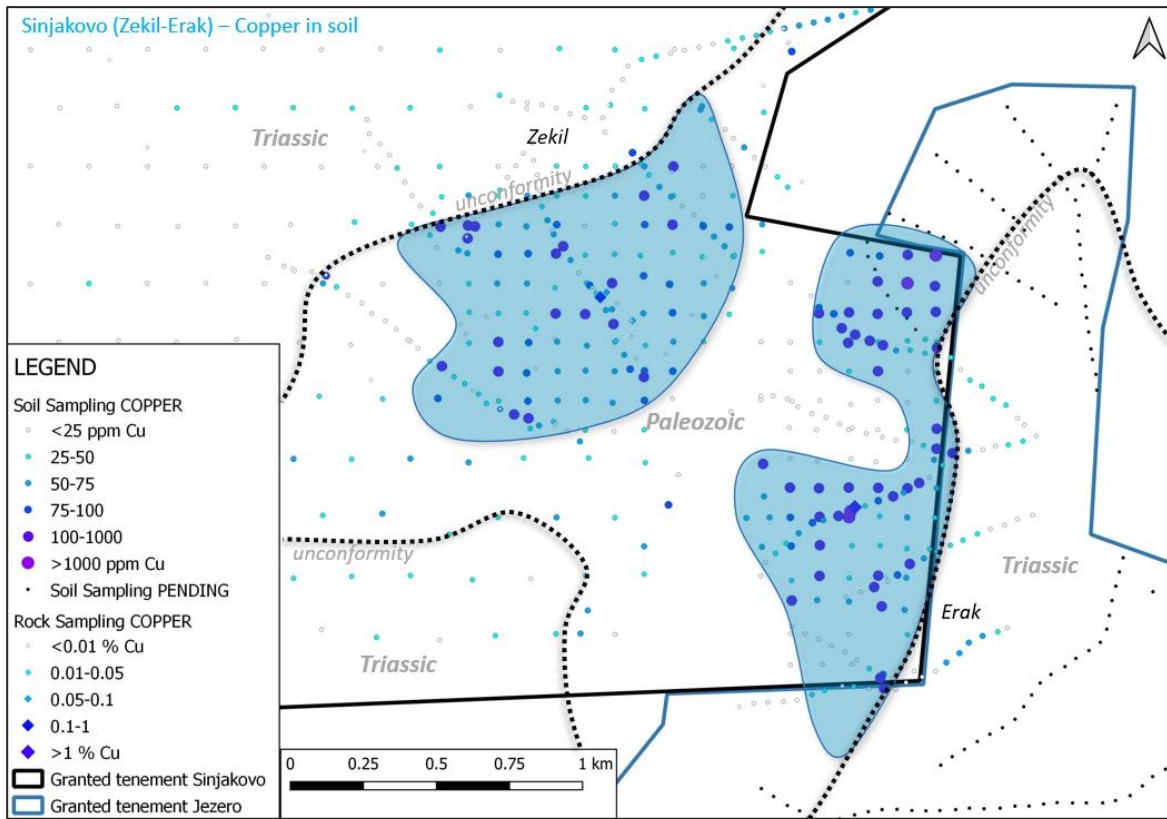 Sinjakovo (Zekil-Erak) – Copper in soil
Triassic
Zekil
unconformity
unconformity
LEGEND
Soil Sampling COPPER
<25 ppm Cu
25-50
50-75
75-100
100-1000
>1000 ppm Cu
Soil Sampling PENDING
Rock Sampling COPPER
<0.01 % Cu
0.01-0.05
0.05-0.1
0.1-1
>1 % Cu
Granted tenement Sinjakovo
Granted tenement Jezero
Paleozoic
unconformity
Triassic
Erak
Triassic
0 0.25 0.5 0.75 1 km